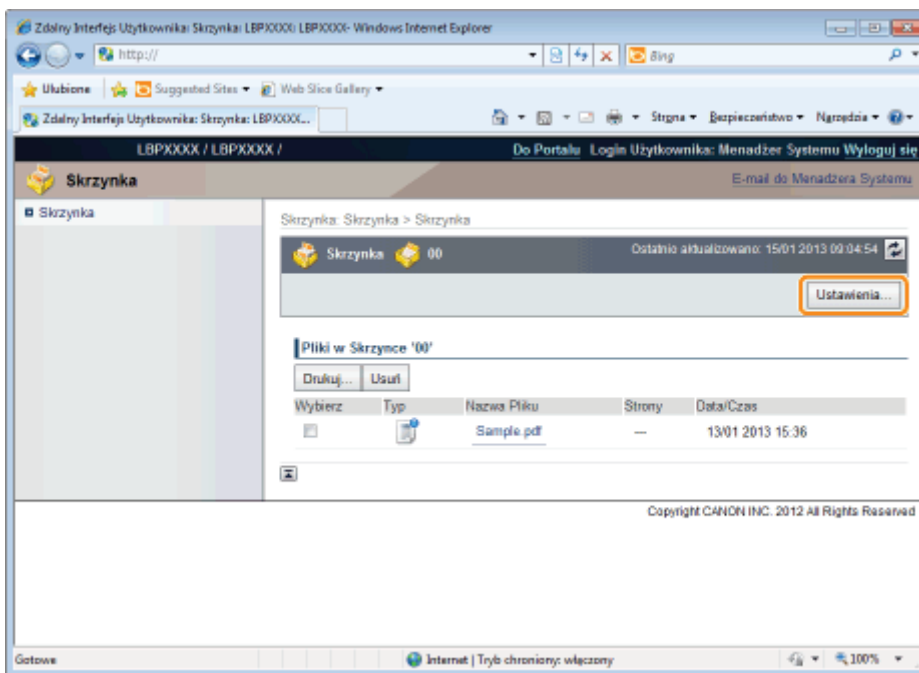 Zdalny Interfejs Użytkownika: Skrzynka: LBPXXXX: LBPXXXX- Windows Internet Explorer
http:// Bing
Ulubione Suggested Sites Web Slice Gallery
Zdalny Interfejs Użytkownika: Skrzynka: LBPXXXX... Strona Bezpieczeństwo Narzędzia
LBPXXXX / LBPXXXX / Do Portalu Login Użytkownika: Menadżer Systemu Wyloguj się
Skrzynka E-mail do Menadżera Systemu
Skrzynka
Skrzynka: Skrzynka > Skrzynka
Skrzynka 00 Ostatnio aktualizowano: 15/01 2013 09:04:54
Ustawienia...
Pliki w Skrzynce '00'
Drukuj... Usuń
Wybierz Typ Nazwa Pliku Strony Data/Czas
Sample.pdf --- 13/01 2013 15:36
Copyright CANON INC. 2012 All Rights Reserved
Gotowe Internet | Tryb chroniony: włączony 100%